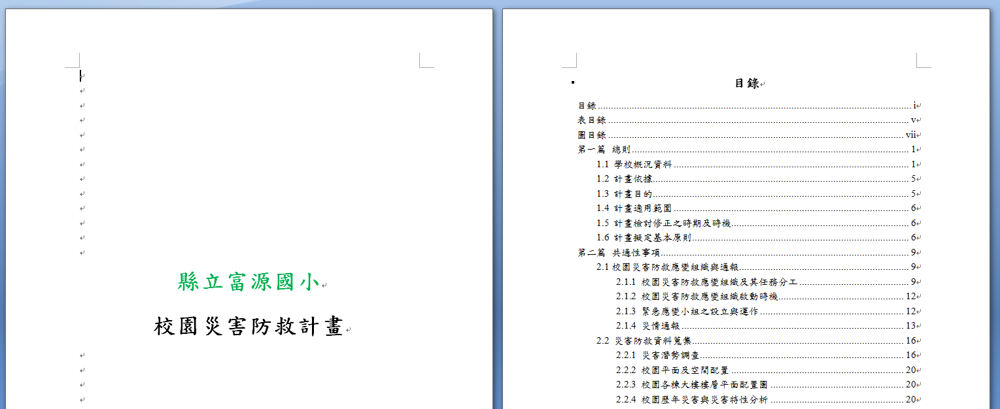 縣立富源國小
校園災害防救計畫
目錄
目錄 i
表目錄 v
圖目錄 vii
第一篇 總則 1
1.1 學校概況資料 1
1.2 計畫依據 5
1.3 計畫目的 5
1.4 計畫適用範圍 6
1.5 計畫檢討修正之時期及時機 6
1.6 計畫擬定基本原則 6
第二篇 共通性事項 9
2.1 校園災害防救應變組織與通報 9
2.1.1 校園災害防救應變組織及其任務分工 9
2.1.2 校園災害防救應變組織啟動時機 12
2.1.3 緊急應變小組之設立與運作 12
2.1.4 災情通報 13
2.2 災害防救資料蒐集 16
2.2.1 災害潛勢調查 16
2.2.2 校園平面及空間配置 20
2.2.3 校園各棟大樓樓層平面配置圖 20
2.2.4 校園歷年災害與災害特性分析 20